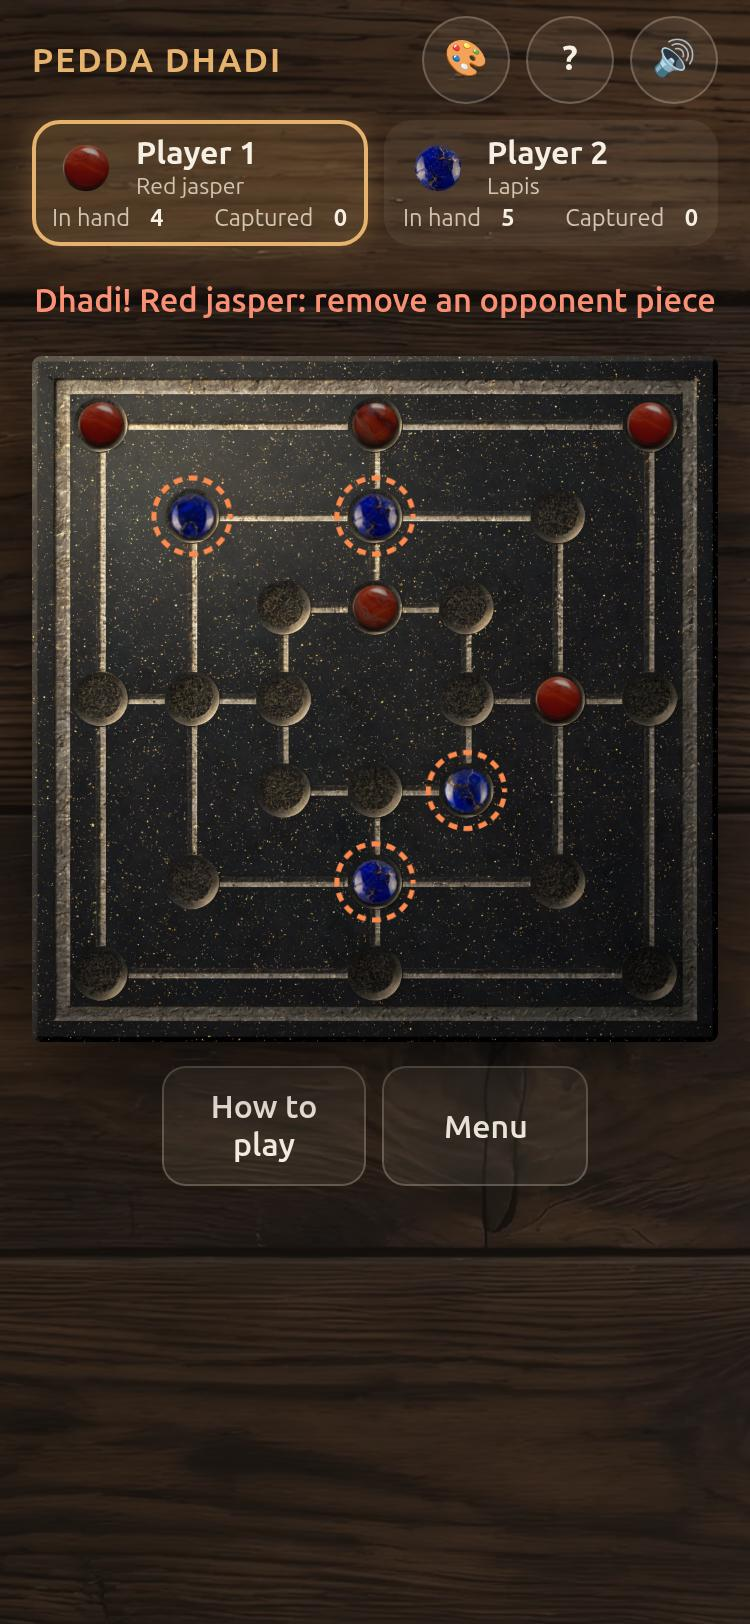 PEDDA DHADI
?
Player 1
Red jasper
In hand 4 Captured 0
Player 2
Lapis
In hand 5 Captured 0
Dhadi! Red jasper: remove an opponent piece
How to
play
Menu